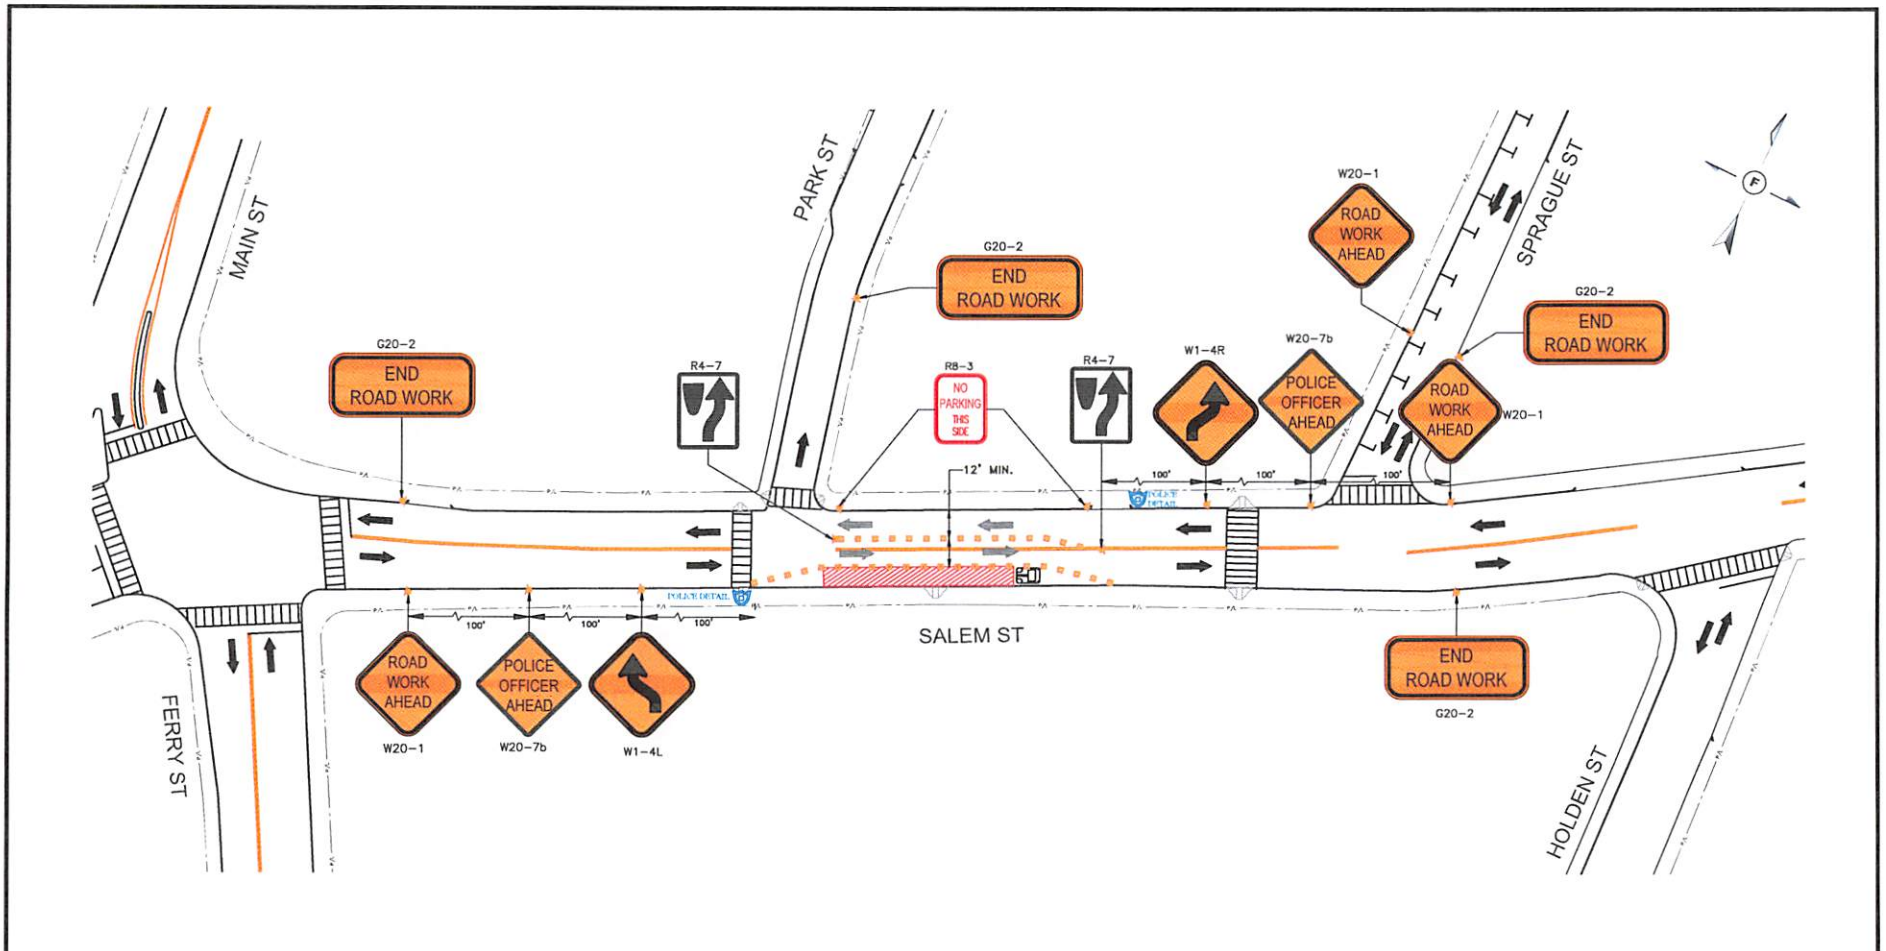 MAIN ST
PARK ST
SPRAGUE ST
F
W20-1
ROAD
WORK
AHEAD
G20-2
END
ROAD WORK
G20-2
END
ROAD WORK
G20-2
END
ROAD WORK
R4-7
R8-3
NO
PARKING
THIS
SIDE
R4-7
W1-4R
W20-7b
POLICE
OFFICER
AHEAD
ROAD
WORK
AHEAD
W20-1
12' MIN.
100'
100'
100'
POLICE
DETAIL
POLICE DETAIL
100'
100'
100'
SALEM ST
ROAD
WORK
AHEAD
W20-1
POLICE
OFFICER
AHEAD
W20-7b
W1-4L
END
ROAD WORK
G20-2
FERRY ST
HOLDEN ST